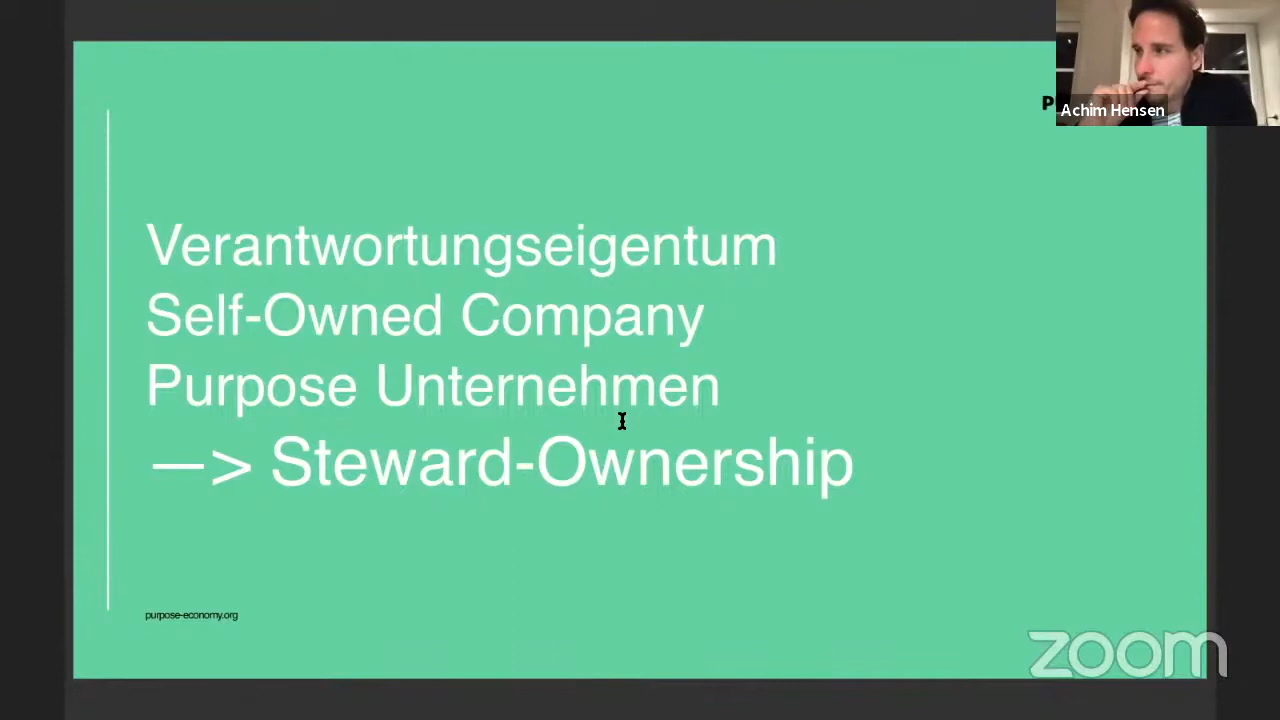 Achim Hensen
Verantwortungseigentum
Self-Owned Company
Purpose Unternehmen
—> Steward-Ownership
purpose-economy.org
zoom